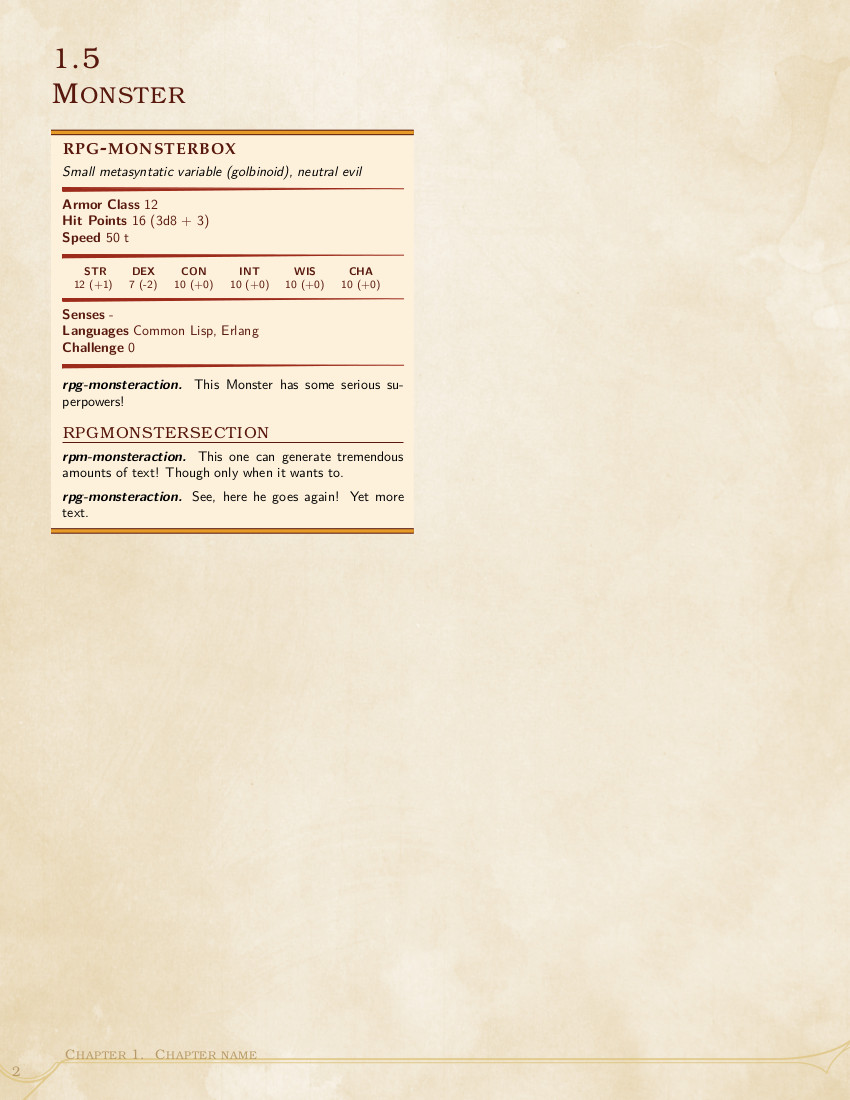 1.5
Monster
RPG-MONSTERBOX
Small metasyntatic variable (golbinoid), neutral evil
Armor Class 12
Hit Points 16 (3d8 + 3)
Speed 50 t
STR DEX CON INT WIS CHA
12 (+1) 7 (-2) 10 (+0) 10 (+0) 10 (+0) 10 (+0)
Senses -
Languages Common Lisp, Erlang
Challenge 0
rpg-monsteraction. This Monster has some serious su-
perpowers!
RPGMONSTERSECTION
rpm-monsteraction. This one can generate tremendous
amounts of text! Though only when it wants to.
rpg-monsteraction. See, here he goes again! Yet more
text.
Chapter 1. Chapter name
2